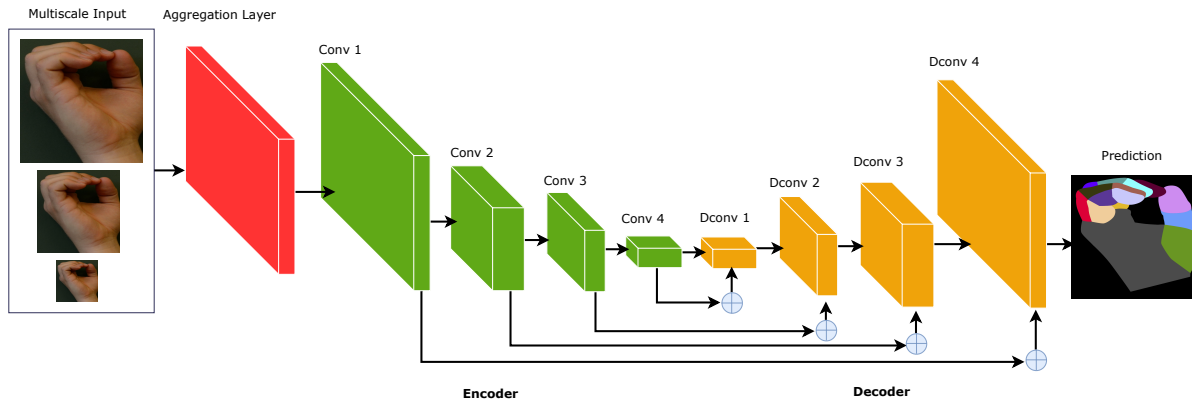 Multiscale Input
Aggregation Layer
Conv 1
Conv 2
Conv 3
Conv 4
Dconv 1
Dconv 2
Dconv 3
Dconv 4
Prediction
Encoder
Decoder